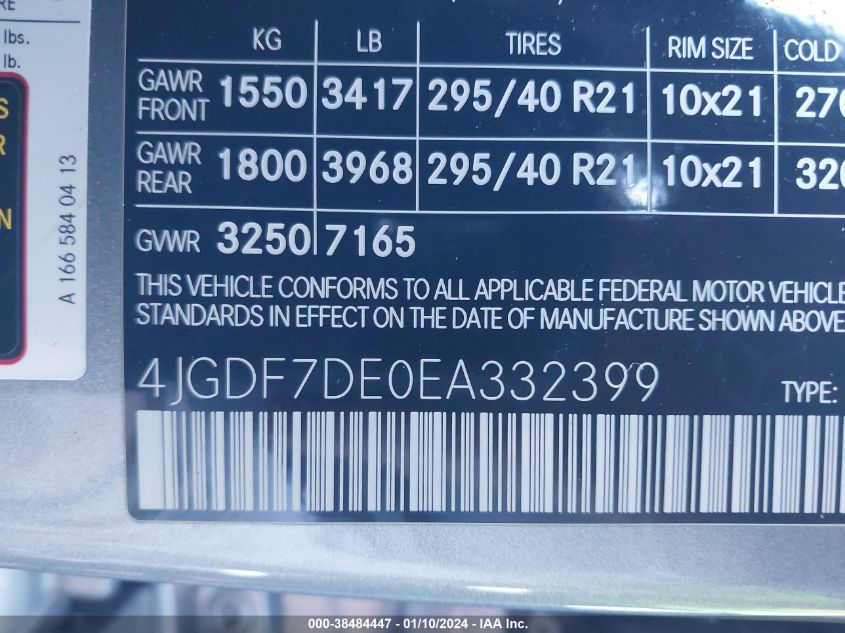 RE
lbs.
lb.
S
R
N
A 166 584 04 13
KG LB TIRES RIM SIZE COLD
GAWR FRONT 1550 3417 295/40 R21 10x21 270
GAWR REAR 1800 3968 295/40 R21 10x21 320
GVWR 3250 7165
THIS VEHICLE CONFORMS TO ALL APPLICABLE FEDERAL MOTOR VEHICLE
STANDARDS IN EFFECT ON THE DATE OF MANUFACTURE SHOWN ABOVE
4JGDF7DE0EA332399
TYPE:
000-38484447 - 01/10/2024 - IAA Inc.